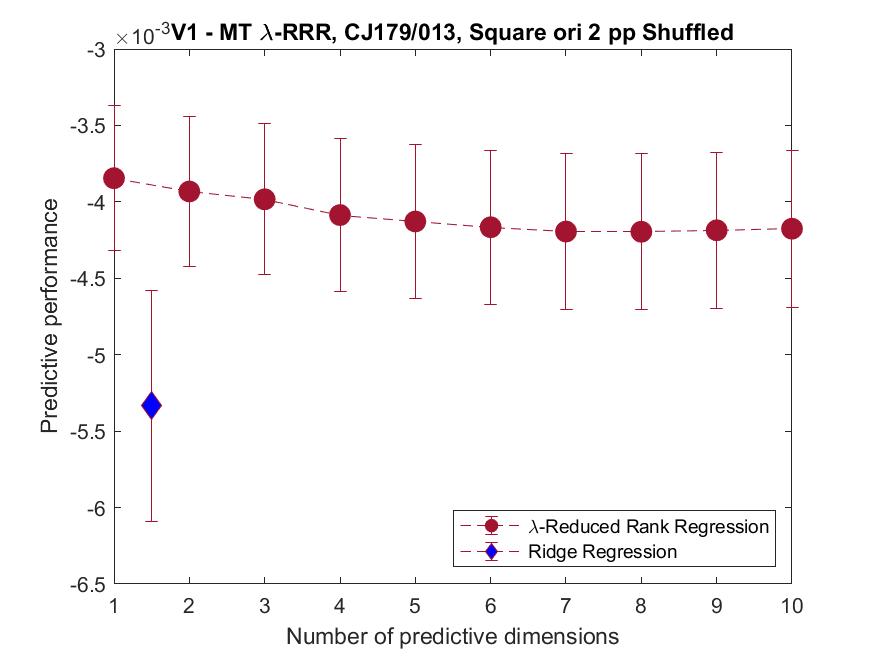 ×10⁻³ V1 - MT λ-RRR, CJ179/013, Square ori 2 pp Shuffled
-3
-3.5
-4
-4.5
-5
-5.5
-6
-6.5
Predictive performance
λ-Reduced Rank Regression
Ridge Regression
1 2 3 4 5 6 7 8 9 10
Number of predictive dimensions